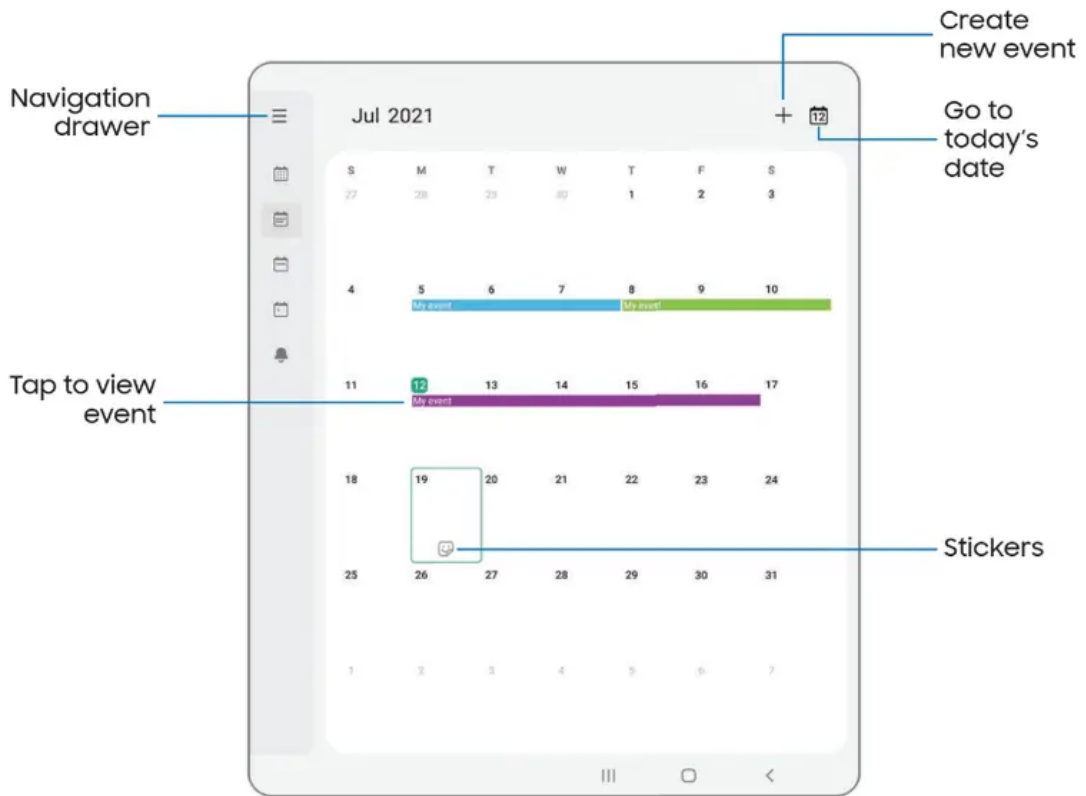 Create
new event
Navigation
drawer
Jul 2021
12
Go to
today's
date
S M T W T F S
27 28 29 30 1 2 3
4 5 6 7 8 9 10
My event My event
11 12 13 14 15 16 17
My event
Tap to view
event
18 19 20 21 22 23 24
Stickers
25 26 27 28 29 30 31
1 2 3 4 5 6 7